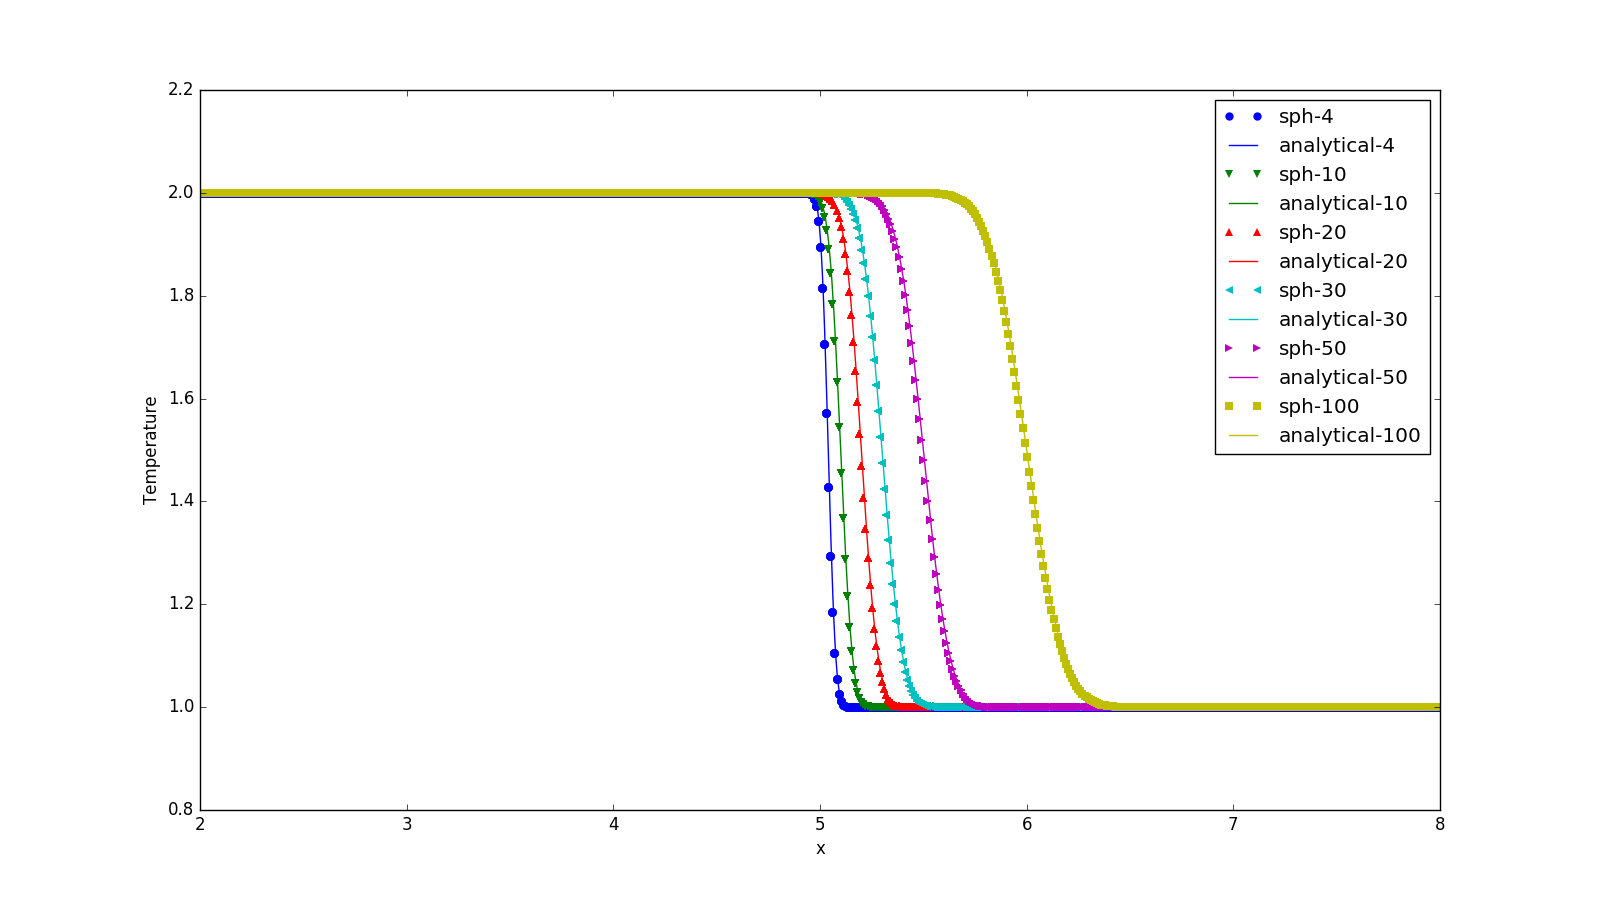 2.2
2.0
1.8
1.6
1.4
1.2
1.0
0.8
Temperature
2 3 4 5 6 7 8
x
sph-4
analytical-4
sph-10
analytical-10
sph-20
analytical-20
sph-30
analytical-30
sph-50
analytical-50
sph-100
analytical-100